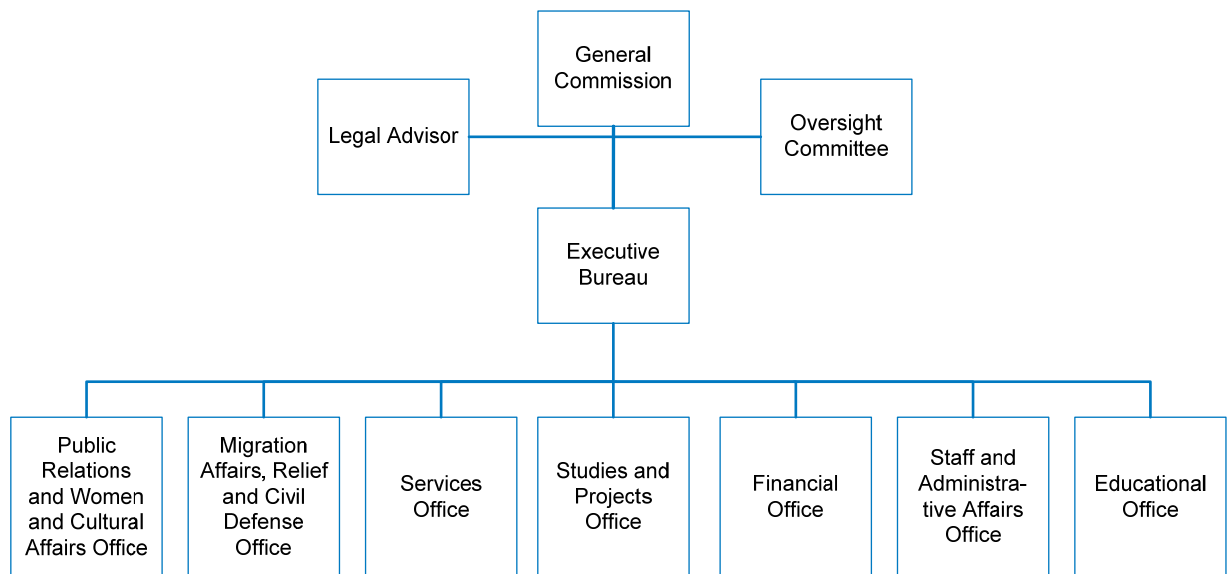 General
Commission
Legal Advisor
Oversight
Committee
Executive
Bureau
Public
Relations
and Women
and Cultural
Affairs Office
Migration
Affairs, Relief
and Civil
Defense
Office
Services
Office
Studies and
Projects
Office
Financial
Office
Staff and
Administra-
tive Affairs
Office
Educational
Office